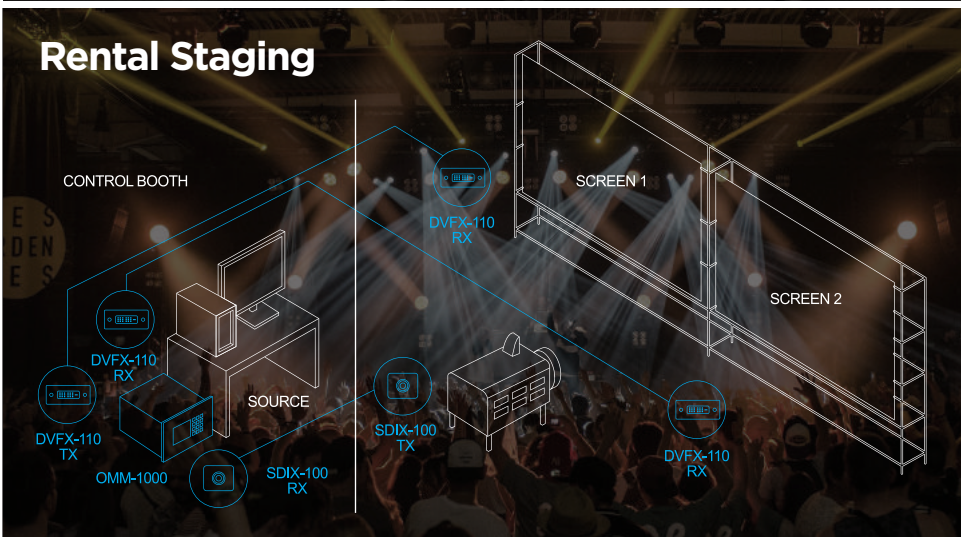 Rental Staging
CONTROL BOOTH
SCREEN 1
DVFX-110
RX
SCREEN 2
DVFX-110
RX
SOURCE
DVFX-110
TX
SDIX-100
TX
DVFX-110
RX
OMM-1000
SDIX-100
RX
E S
RDEN
E S